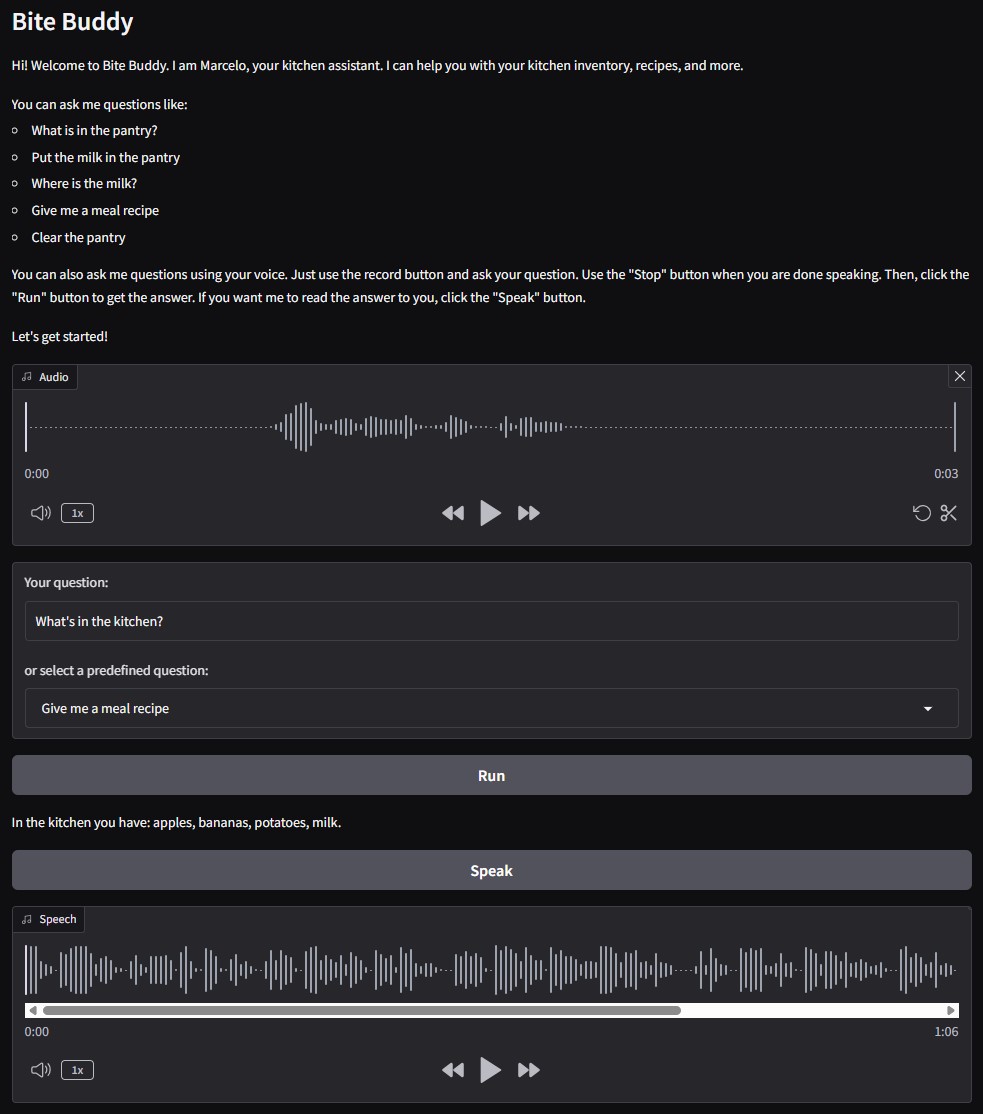 Bite Buddy
Hi! Welcome to Bite Buddy. I am Marcelo, your kitchen assistant. I can help you with your kitchen inventory, recipes, and more.
You can ask me questions like:
What is in the pantry?
Put the milk in the pantry
Where is the milk?
Give me a meal recipe
Clear the pantry
You can also ask me questions using your voice. Just use the record button and ask your question. Use the "Stop" button when you are done speaking. Then, click the
"Run" button to get the answer. If you want me to read the answer to you, click the "Speak" button.
Let's get started!
Audio
0:00 0:03
1x
Your question:
What's in the kitchen?
or select a predefined question:
Give me a meal recipe
Run
In the kitchen you have: apples, bananas, potatoes, milk.
Speak
Speech
0:00 1:06
1x